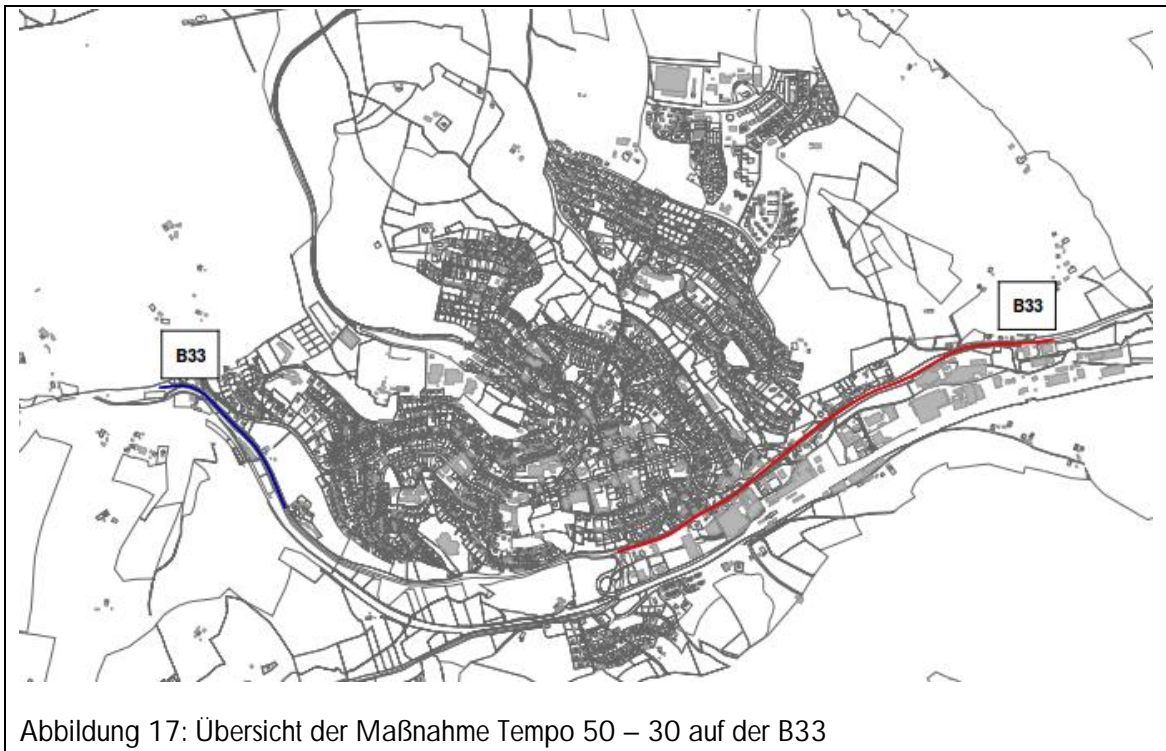 B33
B33
Abbildung 17: Übersicht der Maßnahme Tempo 50 – 30 auf der B33